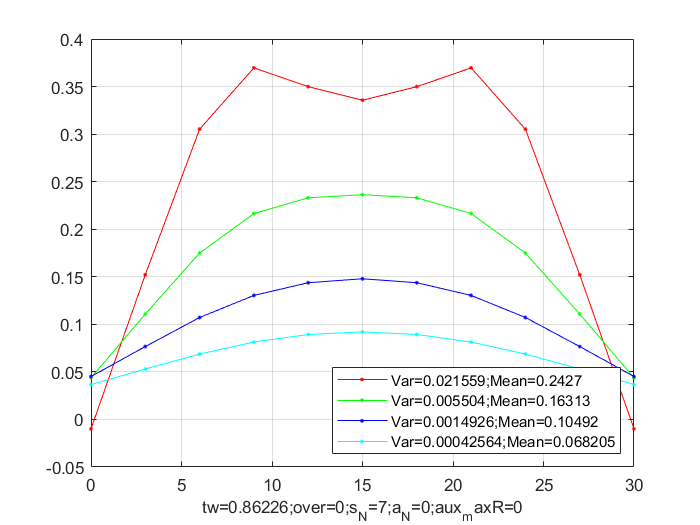 0.4
0.35
0.3
0.25
0.2
0.15
0.1
0.05
0
-0.05
0 5 10 15 20 25 30
Var=0.021559;Mean=0.2427
Var=0.005504;Mean=0.16313
Var=0.0014926;Mean=0.10492
Var=0.00042564;Mean=0.068205
tw=0.86226;over=0;s_N=7;a_N=0;aux_maxR=0